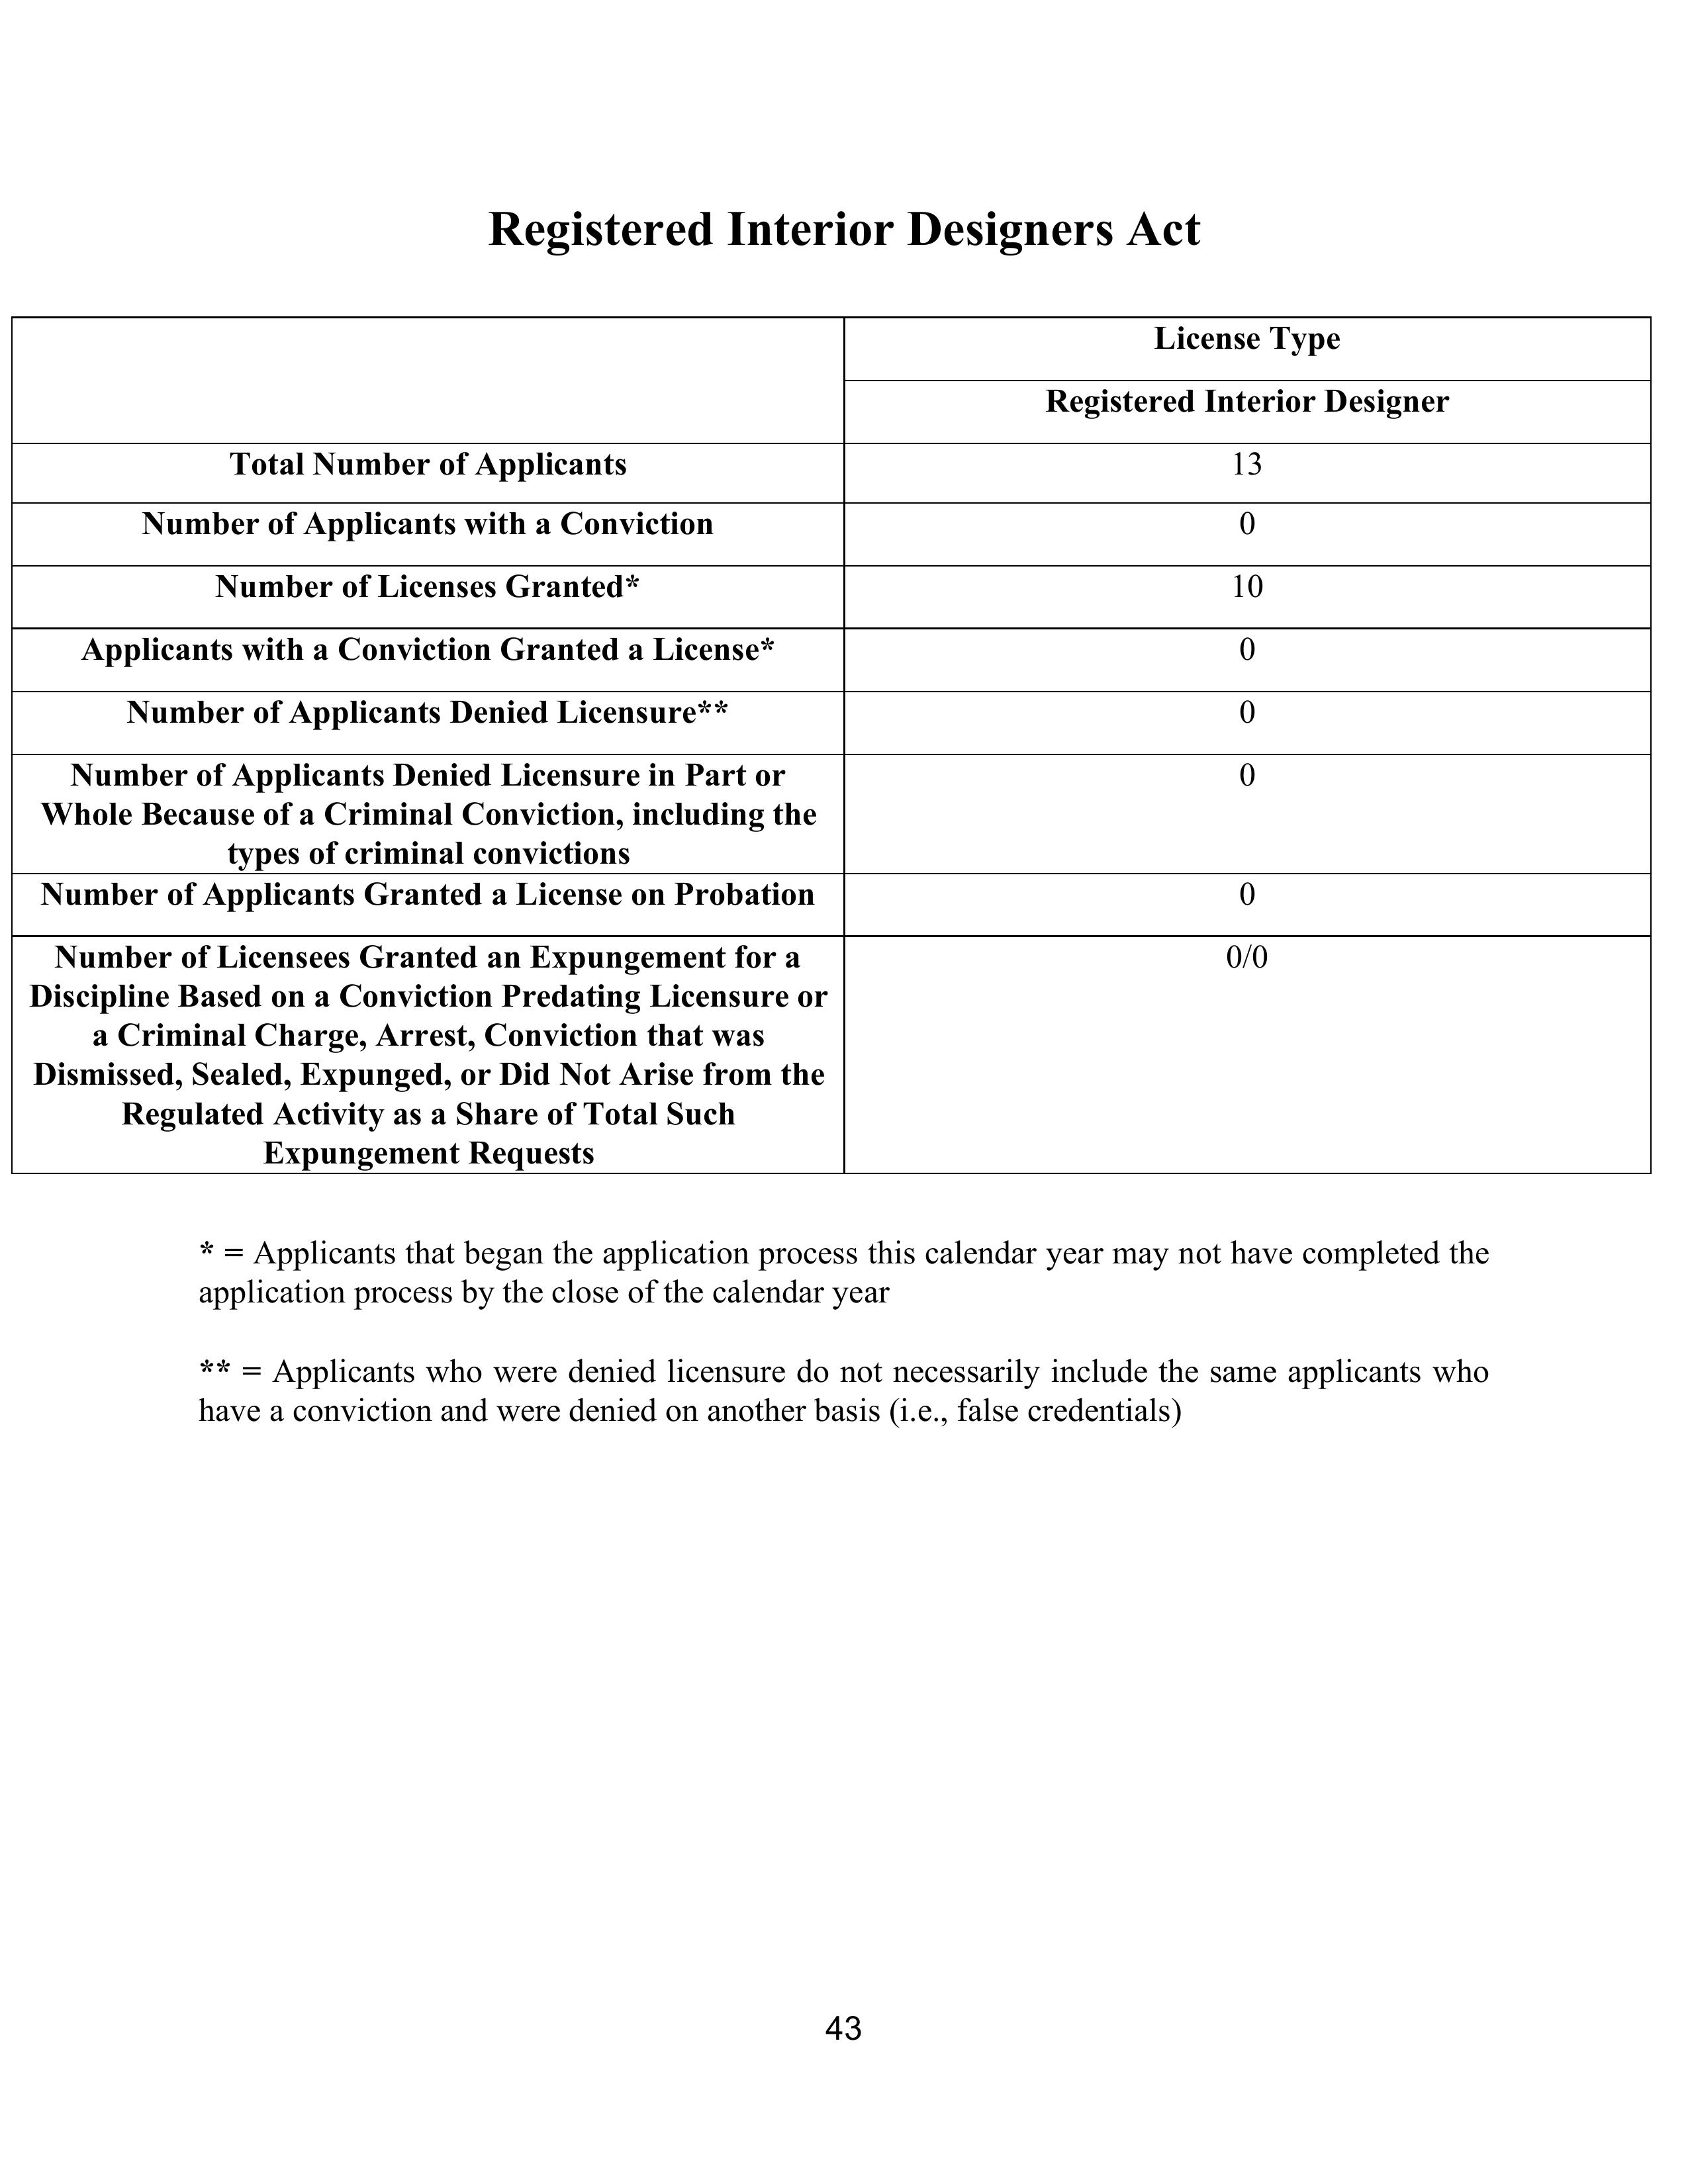 Registered Interior Designers Act
License Type
Registered Interior Designer
Total Number of Applicants
13
Number of Applicants with a Conviction
0
Number of Licenses Granted*
10
Applicants with a Conviction Granted a License*
0
Number of Applicants Denied Licensure**
0
Number of Applicants Denied Licensure in Part or
Whole Because of a Criminal Conviction, including the
types of criminal convictions
0
Number of Applicants Granted a License on Probation
0
Number of Licensees Granted an Expungement for a
Discipline Based on a Conviction Predating Licensure or
a Criminal Charge, Arrest, Conviction that was
Dismissed, Sealed, Expunged, or Did Not Arise from the
Regulated Activity as a Share of Total Such
Expungement Requests
0/0
* = Applicants that began the application process this calendar year may not have completed the
application process by the close of the calendar year
** = Applicants who were denied licensure do not necessarily include the same applicants who
have a conviction and were denied on another basis (i.e., false credentials)
43